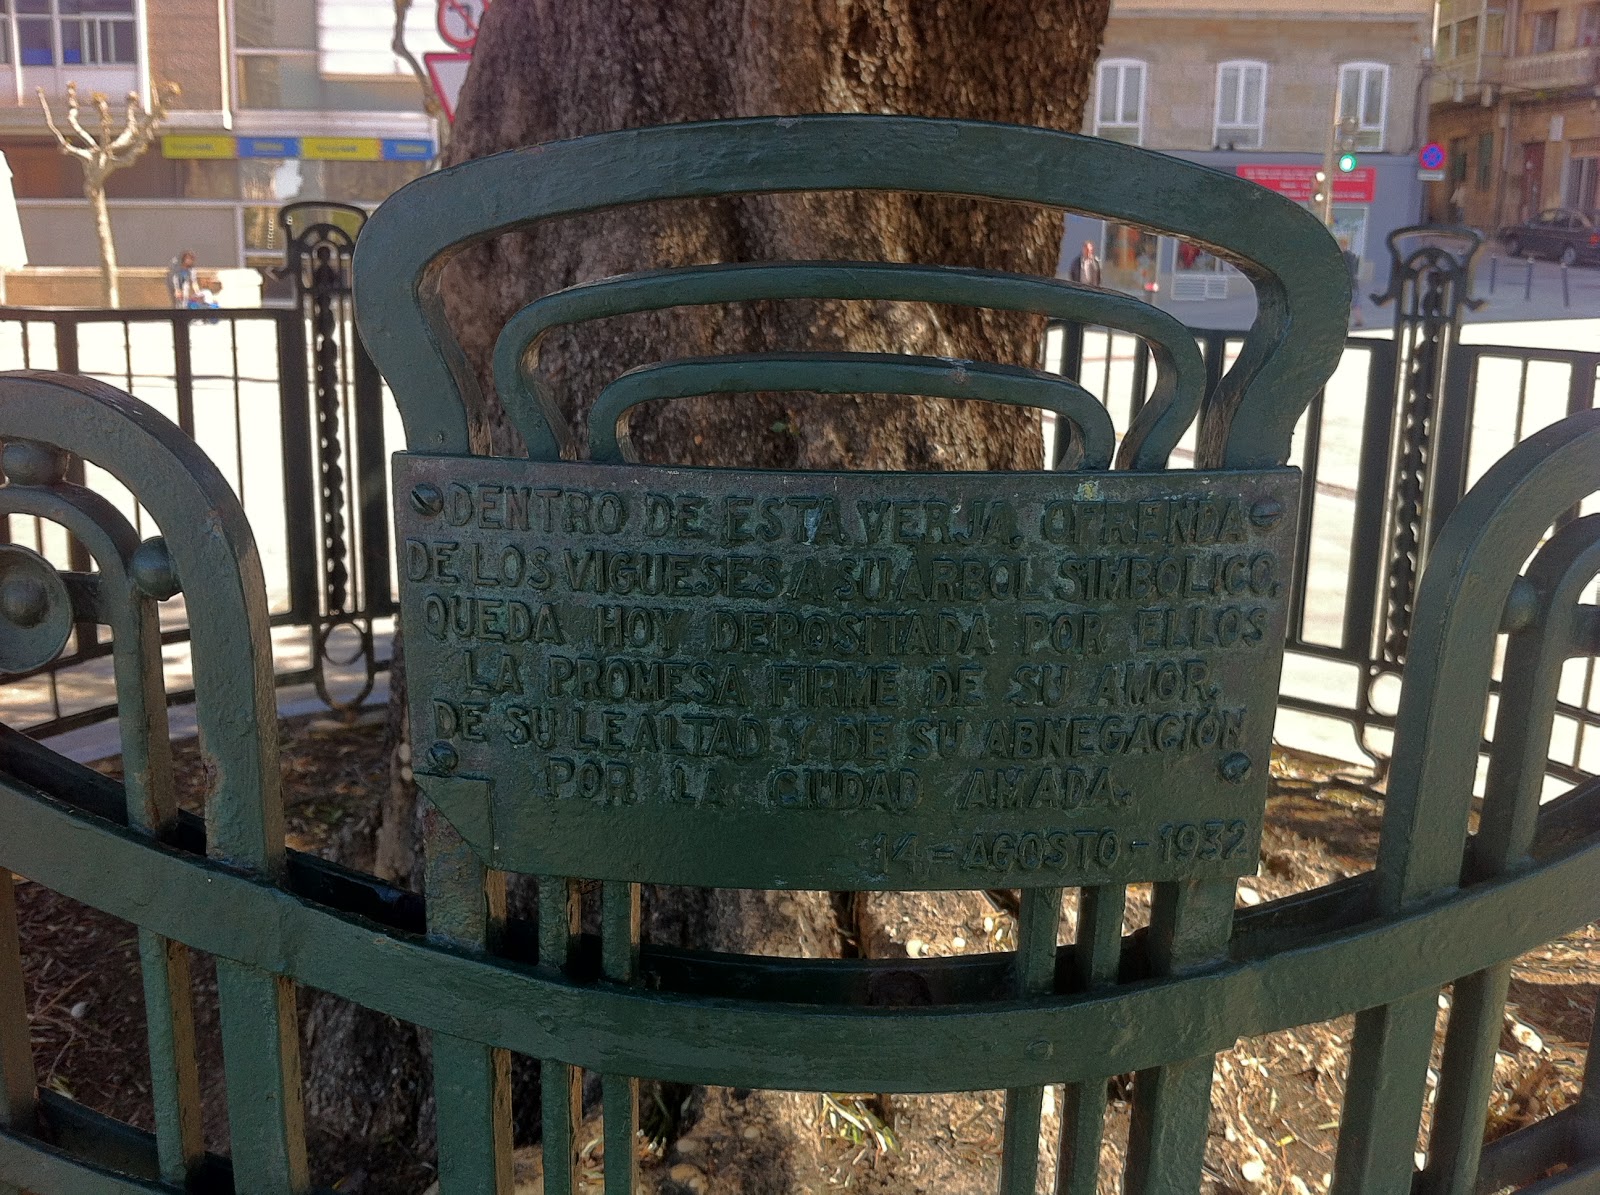 DENTRO DE ESTA VERJA, OFRENDA
DE LOS VIGUESES A SU ARBOL SIMBOLICO,
QUEDA HOY DEPOSITADA POR ELLOS
LA PROMESA FIRME DE SU AMOR,
DE SU LEALTAD Y DE SU ABNEGACIÓN
POR LA CIUDAD AMADA.
14-AGOSTO-1932